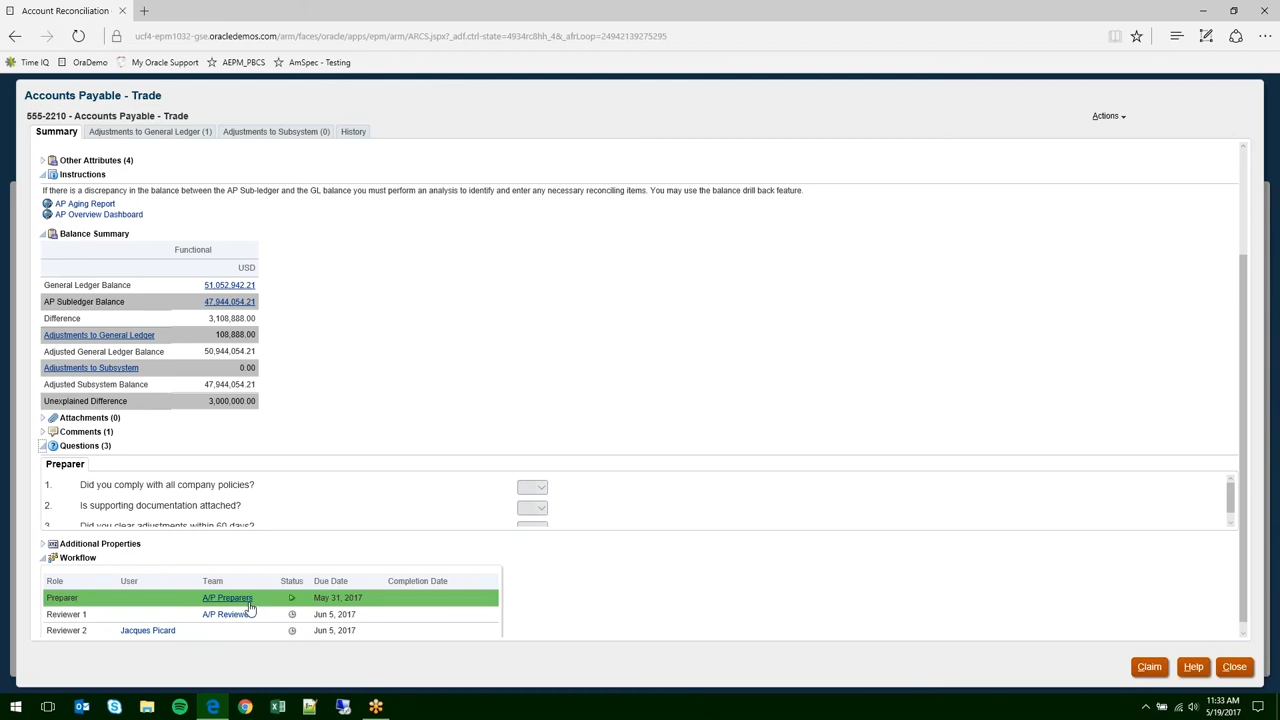 Account Reconciliation
ucf4-epm1032-gse.oracledemos.com/arm/faces/oracle/apps/epm/arm/ARCS.jspx?_adf.ctrl-state=4934rc8hh_4&_afrLoop=24942139275295
Time IQ OraDemo My Oracle Support AEPM_PBCS AmSpec - Testing
Accounts Payable - Trade
555-2210 - Accounts Payable - Trade
Actions
Summary Adjustments to General Ledger (1) Adjustments to Subsystem (0) History
Other Attributes (4)
Instructions
If there is a discrepancy in the balance between the AP Sub-ledger and the GL balance you must perform an analysis to identify and enter any necessary reconciling items. You may use the balance drill back feature.
AP Aging Report
AP Overview Dashboard
Balance Summary
Functional
USD
General Ledger Balance 51,052,942.21
AP Subledger Balance 47,944,054.21
Difference 3,108,888.00
Adjustments to General Ledger 108,888.00
Adjusted General Ledger Balance 50,944,054.21
Adjustments to Subsystem 0.00
Adjusted Subsystem Balance 47,944,054.21
Unexplained Difference 3,000,000.00
Attachments (0)
Comments (1)
Questions (3)
Preparer
1. Did you comply with all company policies?
2. Is supporting documentation attached?
3. Did you clear adjustments within 60 days?
Additional Properties
Workflow
Role User Team Status Due Date Completion Date
Preparer A/P Preparers May 31, 2017
Reviewer 1 A/P Reviewe Jun 5, 2017
Reviewer 2 Jacques Picard Jun 5, 2017
Claim Help Close
11:33 AM
5/19/2017